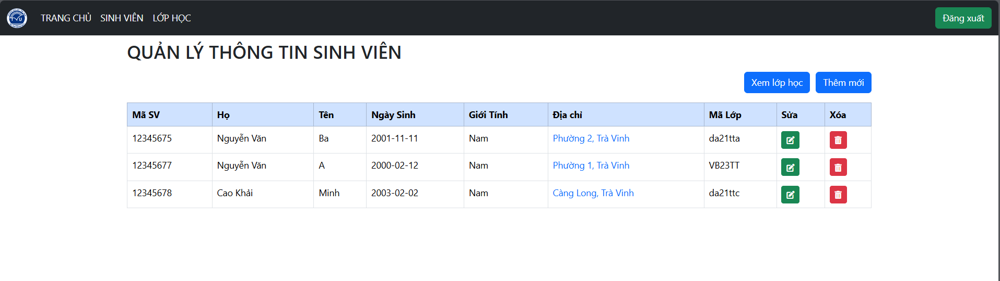 TRANG CHỦ SINH VIÊN LỚP HỌC Đăng xuất
QUẢN LÝ THÔNG TIN SINH VIÊN
Xem lớp học Thêm mới
Mã SV Họ Tên Ngày Sinh Giới Tính Địa chỉ Mã Lớp Sửa Xóa
12345675 Nguyễn Văn Ba 2001-11-11 Nam Phường 2, Trà Vinh da21tta
12345677 Nguyễn Văn A 2000-02-12 Nam Phường 1, Trà Vinh VB23TT
12345678 Cao Khải Minh 2003-02-02 Nam Càng Long, Trà Vinh da21ttc